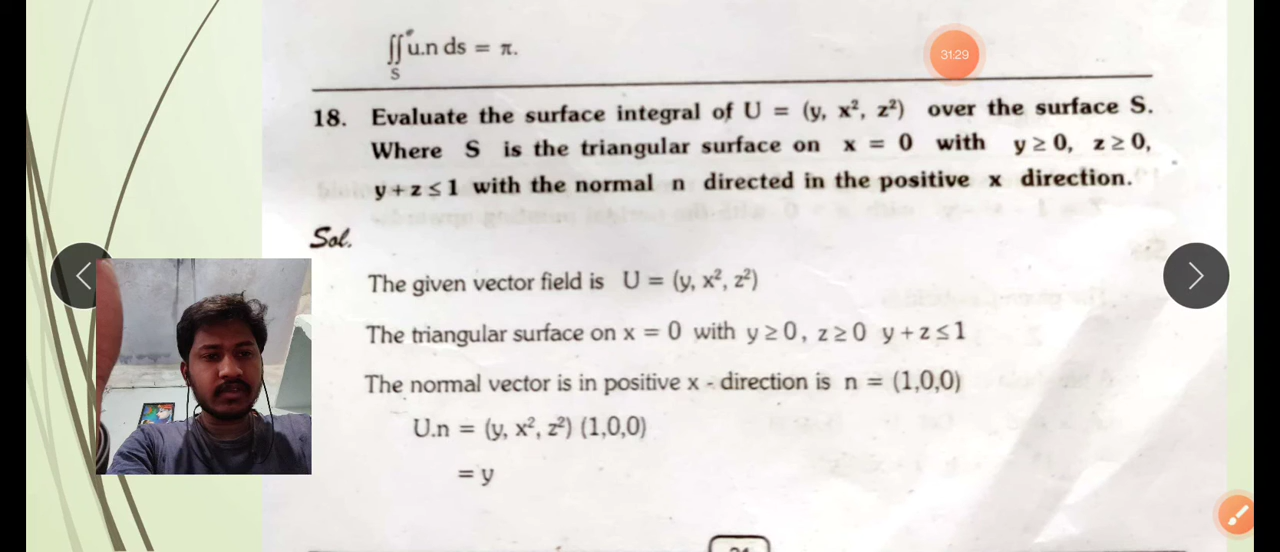 ∬ u.n ds = π.
S
31:29
18. Evaluate the surface integral of U = (y, x², z²) over the surface S.
Where S is the triangular surface on x = 0 with y ≥ 0, z ≥ 0,
y + z ≤ 1 with the normal n directed in the positive x direction.
Sol.
The given vector field is U = (y, x², z²)
The triangular surface on x = 0 with y ≥ 0, z ≥ 0 y + z ≤ 1
The normal vector is in positive x - direction is n = (1,0,0)
U.n = (y, x², z²) (1,0,0)
= y